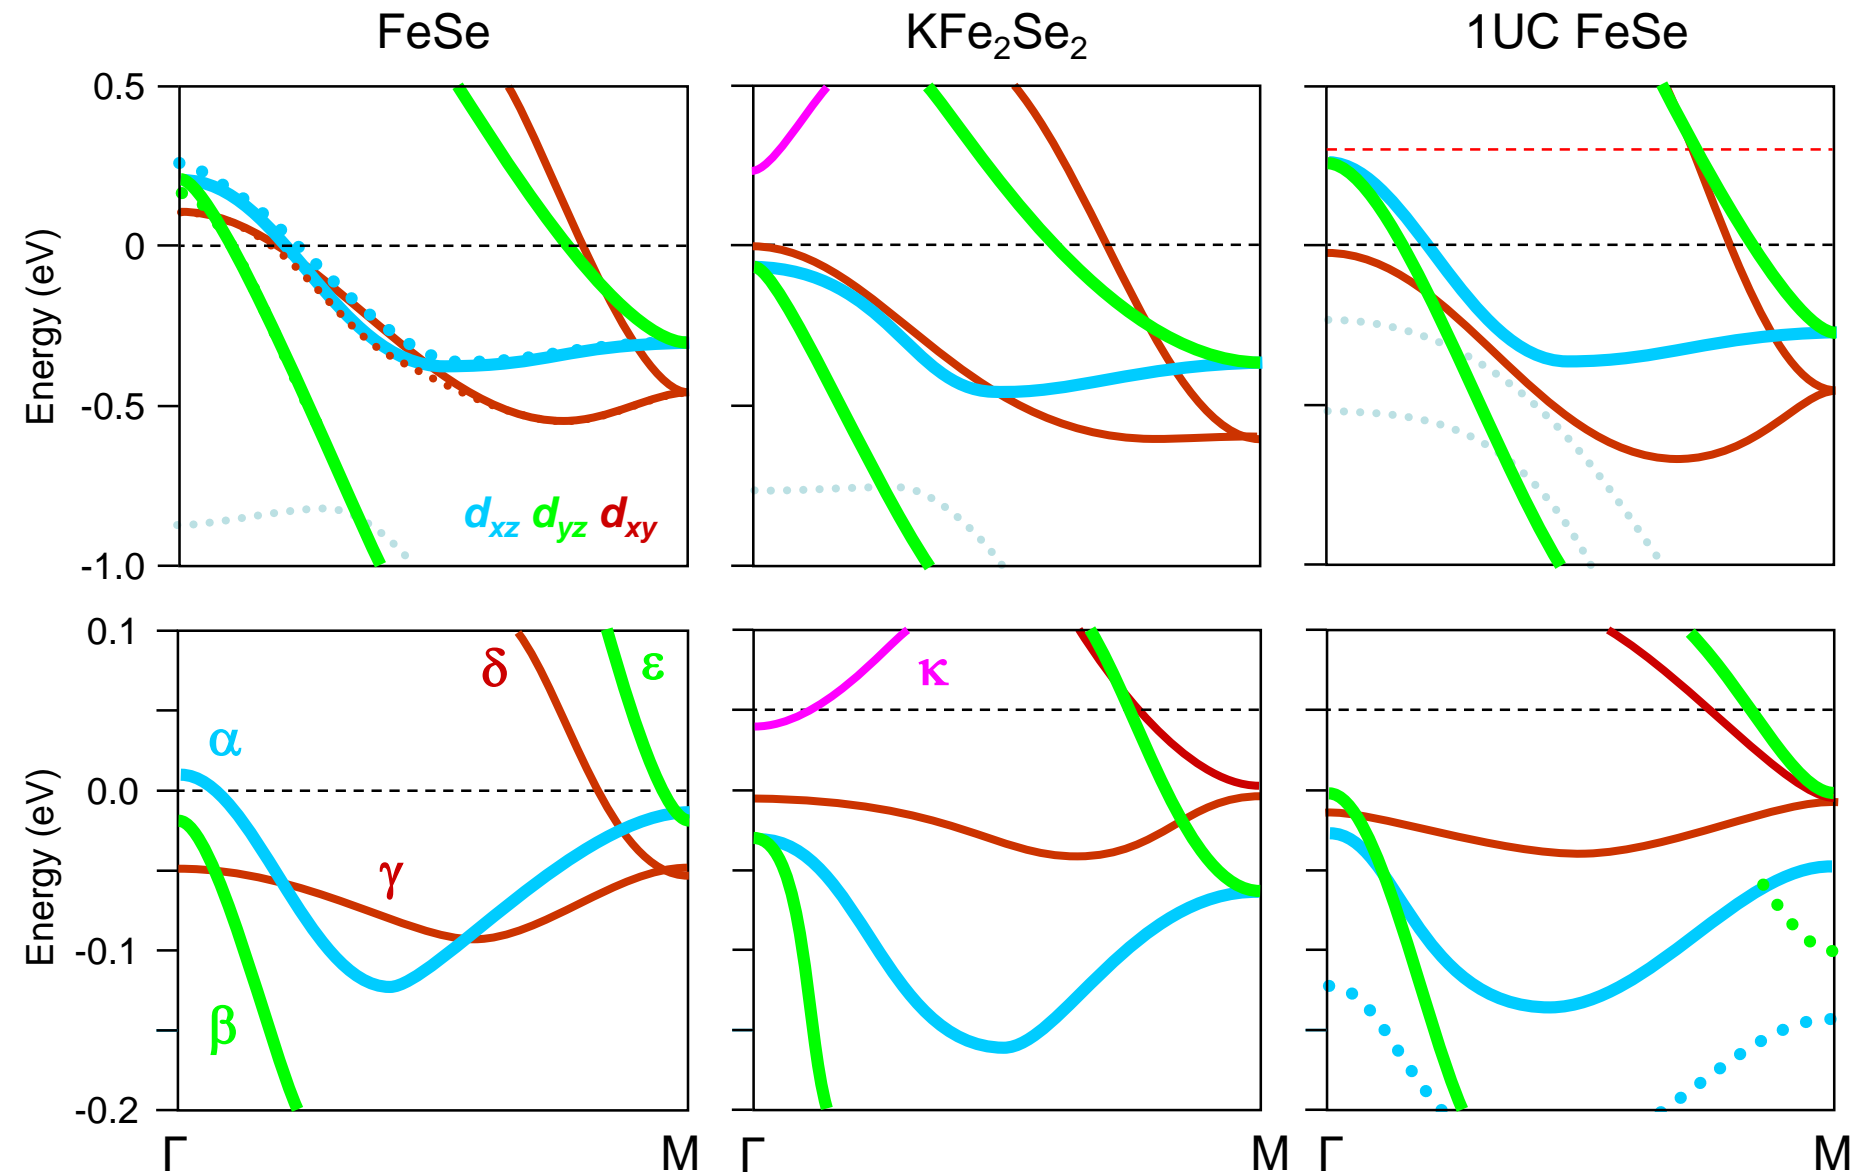 FeSe
KFe₂Se₂
1UC FeSe
Energy (eV)
0.5
0
-0.5
-1.0
dxz dyz dxy
Energy (eV)
0.1
0.0
-0.1
-0.2
α
β
γ
δ
ε
κ
Γ M Γ M Γ M